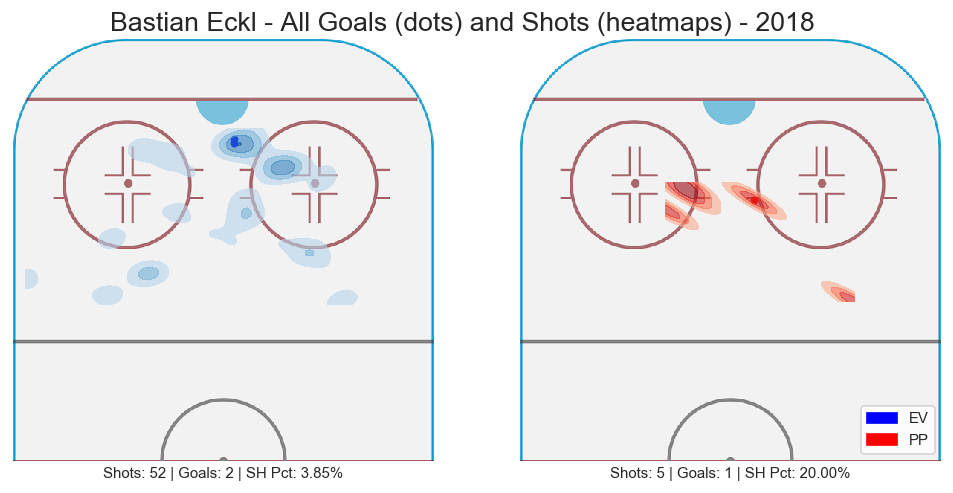 Bastian Eckl - All Goals (dots) and Shots (heatmaps) - 2018
EV
PP
Shots: 52 | Goals: 2 | SH Pct: 3.85%
Shots: 5 | Goals: 1 | SH Pct: 20.00%